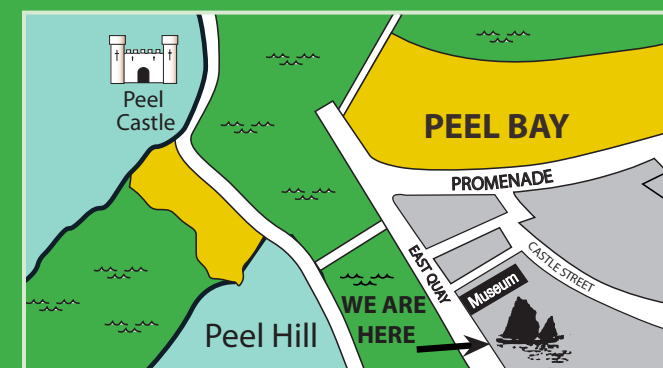 Peel
Castle
PEEL BAY
PROMENADE
CASTLE STREET
EAST QUAY
Museum
WE ARE
HERE
Peel Hill